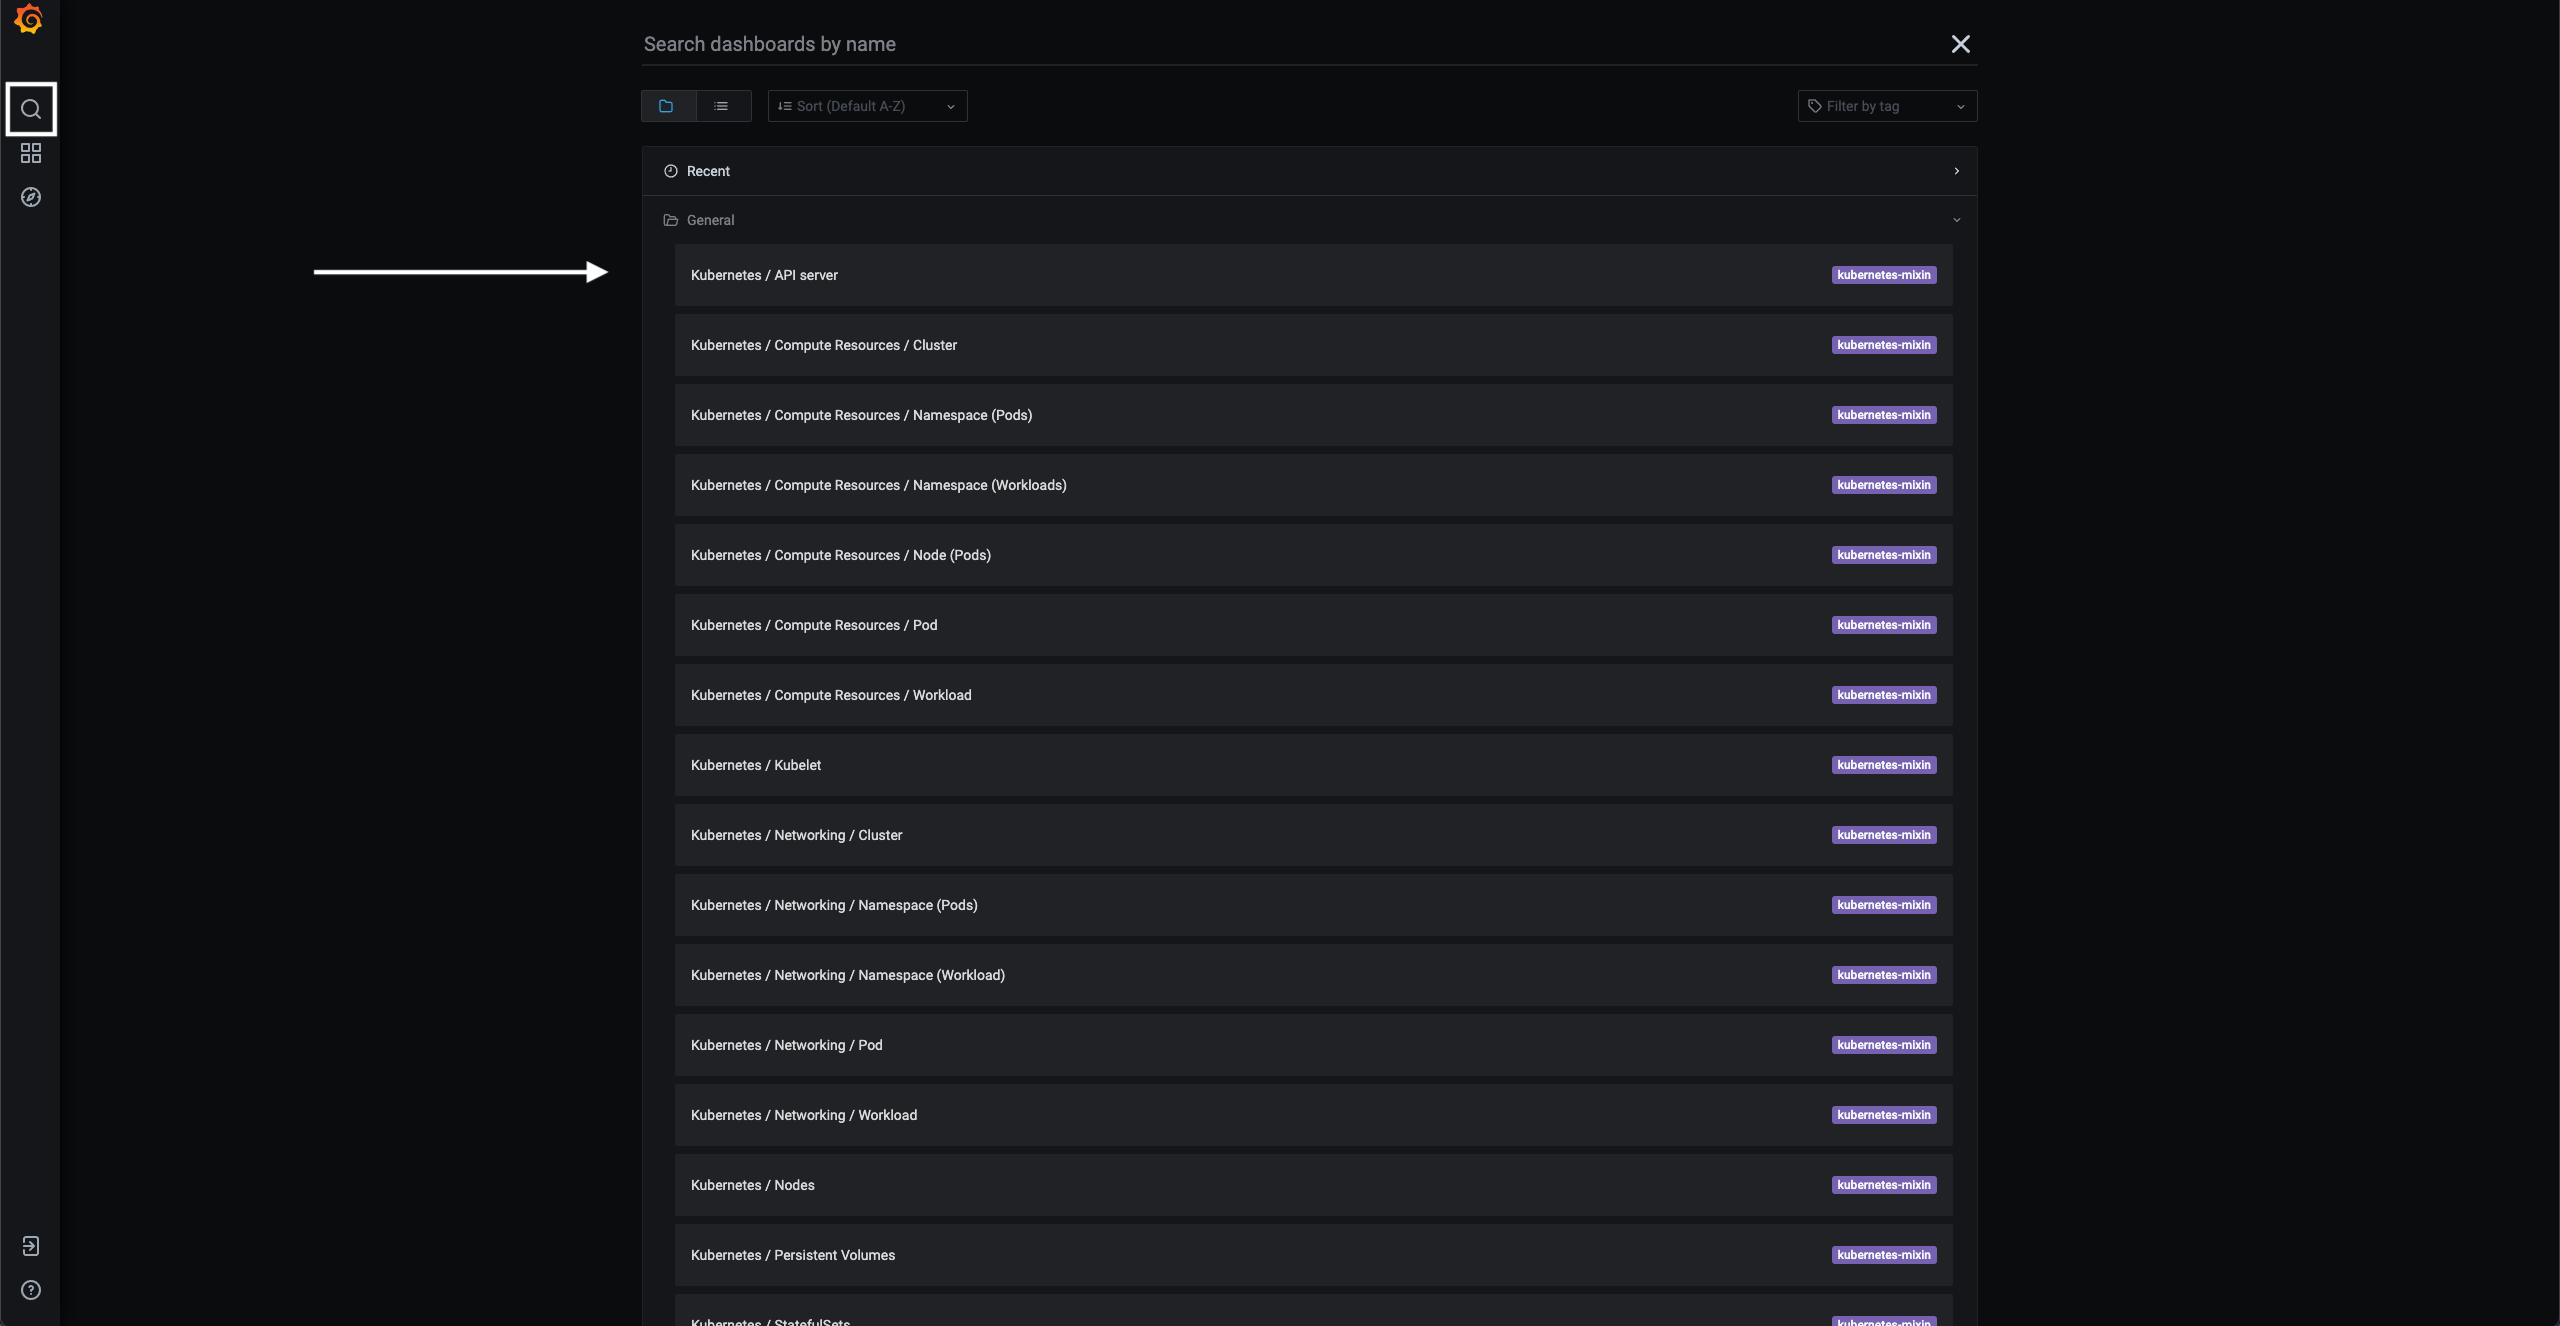 Search dashboards by name
Sort (Default A-Z)
Filter by tag
Recent
General
Kubernetes / API server kubernetes-mixin
Kubernetes / Compute Resources / Cluster kubernetes-mixin
Kubernetes / Compute Resources / Namespace (Pods) kubernetes-mixin
Kubernetes / Compute Resources / Namespace (Workloads) kubernetes-mixin
Kubernetes / Compute Resources / Node (Pods) kubernetes-mixin
Kubernetes / Compute Resources / Pod kubernetes-mixin
Kubernetes / Compute Resources / Workload kubernetes-mixin
Kubernetes / Kubelet kubernetes-mixin
Kubernetes / Networking / Cluster kubernetes-mixin
Kubernetes / Networking / Namespace (Pods) kubernetes-mixin
Kubernetes / Networking / Namespace (Workload) kubernetes-mixin
Kubernetes / Networking / Pod kubernetes-mixin
Kubernetes / Networking / Workload kubernetes-mixin
Kubernetes / Nodes kubernetes-mixin
Kubernetes / Persistent Volumes kubernetes-mixin
Kubernetes / StatefulSets kubernetes-mixin